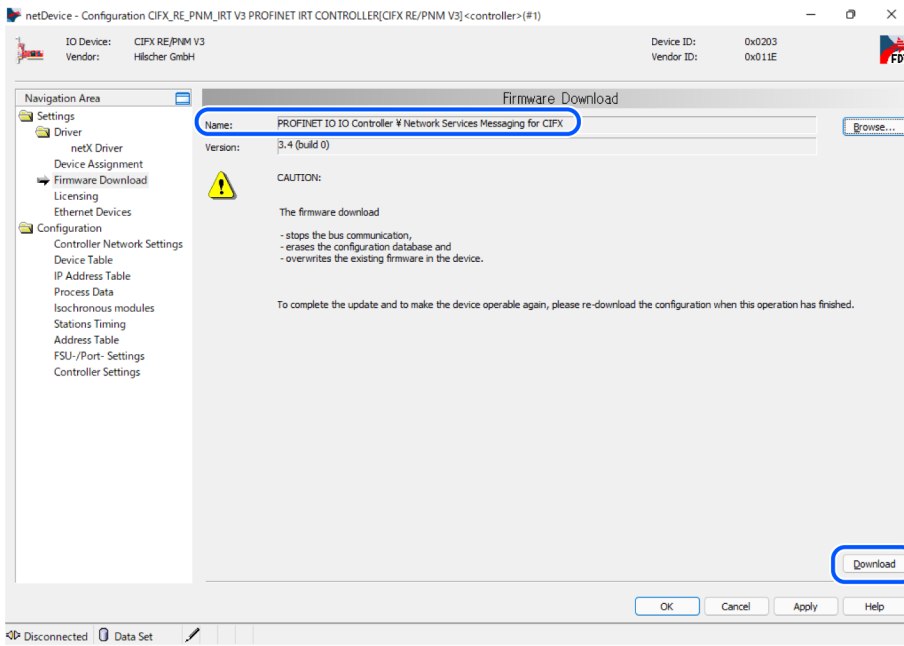 netDevice - Configuration CIFX_RE_PNM_IRT V3 PROFINET IRT CONTROLLER[CIFX RE/PNM V3]<controller>(#1)
IO Device: CIFX RE/PNM V3 Device ID: 0x0203
Vendor: Hilscher GmbH Vendor ID: 0x011E
FDT
Navigation Area
Firmware Download
Settings
Driver
netX Driver
Device Assignment
Firmware Download
Licensing
Ethernet Devices
Configuration
Controller Network Settings
Device Table
IP Address Table
Process Data
Isochronous modules
Stations Timing
Address Table
FSU-/Port- Settings
Controller Settings
Name: PROFINET IO IO Controller ¥ Network Services Messaging for CIFX Browse...
Version: 3.4 (build 0)
CAUTION:
The firmware download
- stops the bus communication,
- erases the configuration database and
- overwrites the existing firmware in the device.
To complete the update and to make the device operable again, please re-download the configuration when this operation has finished.
Download
OK Cancel Apply Help
Disconnected Data Set